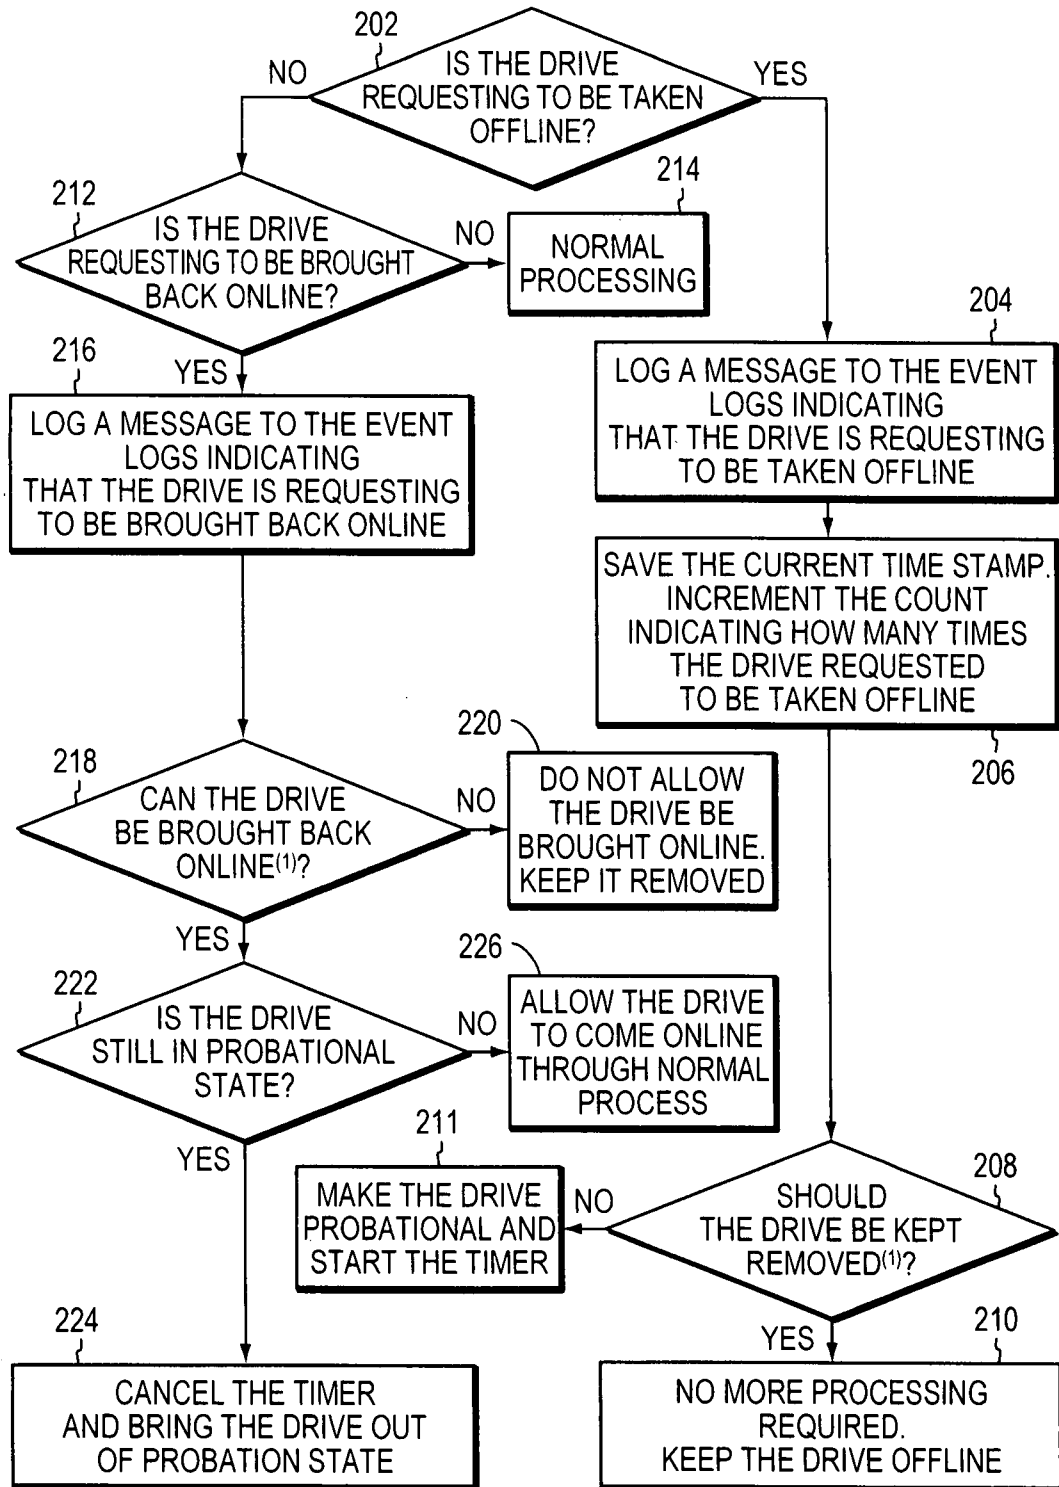 202
IS THE DRIVE
REQUESTING TO BE TAKEN
OFFLINE?
NO
YES
212
IS THE DRIVE
REQUESTING TO BE BROUGHT
BACK ONLINE?
NO
YES
214
NORMAL
PROCESSING
204
LOG A MESSAGE TO THE EVENT
LOGS INDICATING
THAT THE DRIVE IS REQUESTING
TO BE TAKEN OFFLINE
216
LOG A MESSAGE TO THE EVENT
LOGS INDICATING
THAT THE DRIVE IS REQUESTING
TO BE BROUGHT BACK ONLINE
SAVE THE CURRENT TIME STAMP.
INCREMENT THE COUNT
INDICATING HOW MANY TIMES
THE DRIVE REQUESTED
TO BE TAKEN OFFLINE
206
218
CAN THE DRIVE
BE BROUGHT BACK
ONLINE(1)?
NO
YES
220
DO NOT ALLOW
THE DRIVE BE
BROUGHT ONLINE.
KEEP IT REMOVED
222
IS THE DRIVE
STILL IN PROBATIONAL
STATE?
NO
YES
226
ALLOW THE DRIVE
TO COME ONLINE
THROUGH NORMAL
PROCESS
211
MAKE THE DRIVE
PROBATIONAL AND
START THE TIMER
NO
208
SHOULD
THE DRIVE BE KEPT
REMOVED(1)?
YES
224
CANCEL THE TIMER
AND BRING THE DRIVE OUT
OF PROBATION STATE
210
NO MORE PROCESSING
REQUIRED.
KEEP THE DRIVE OFFLINE